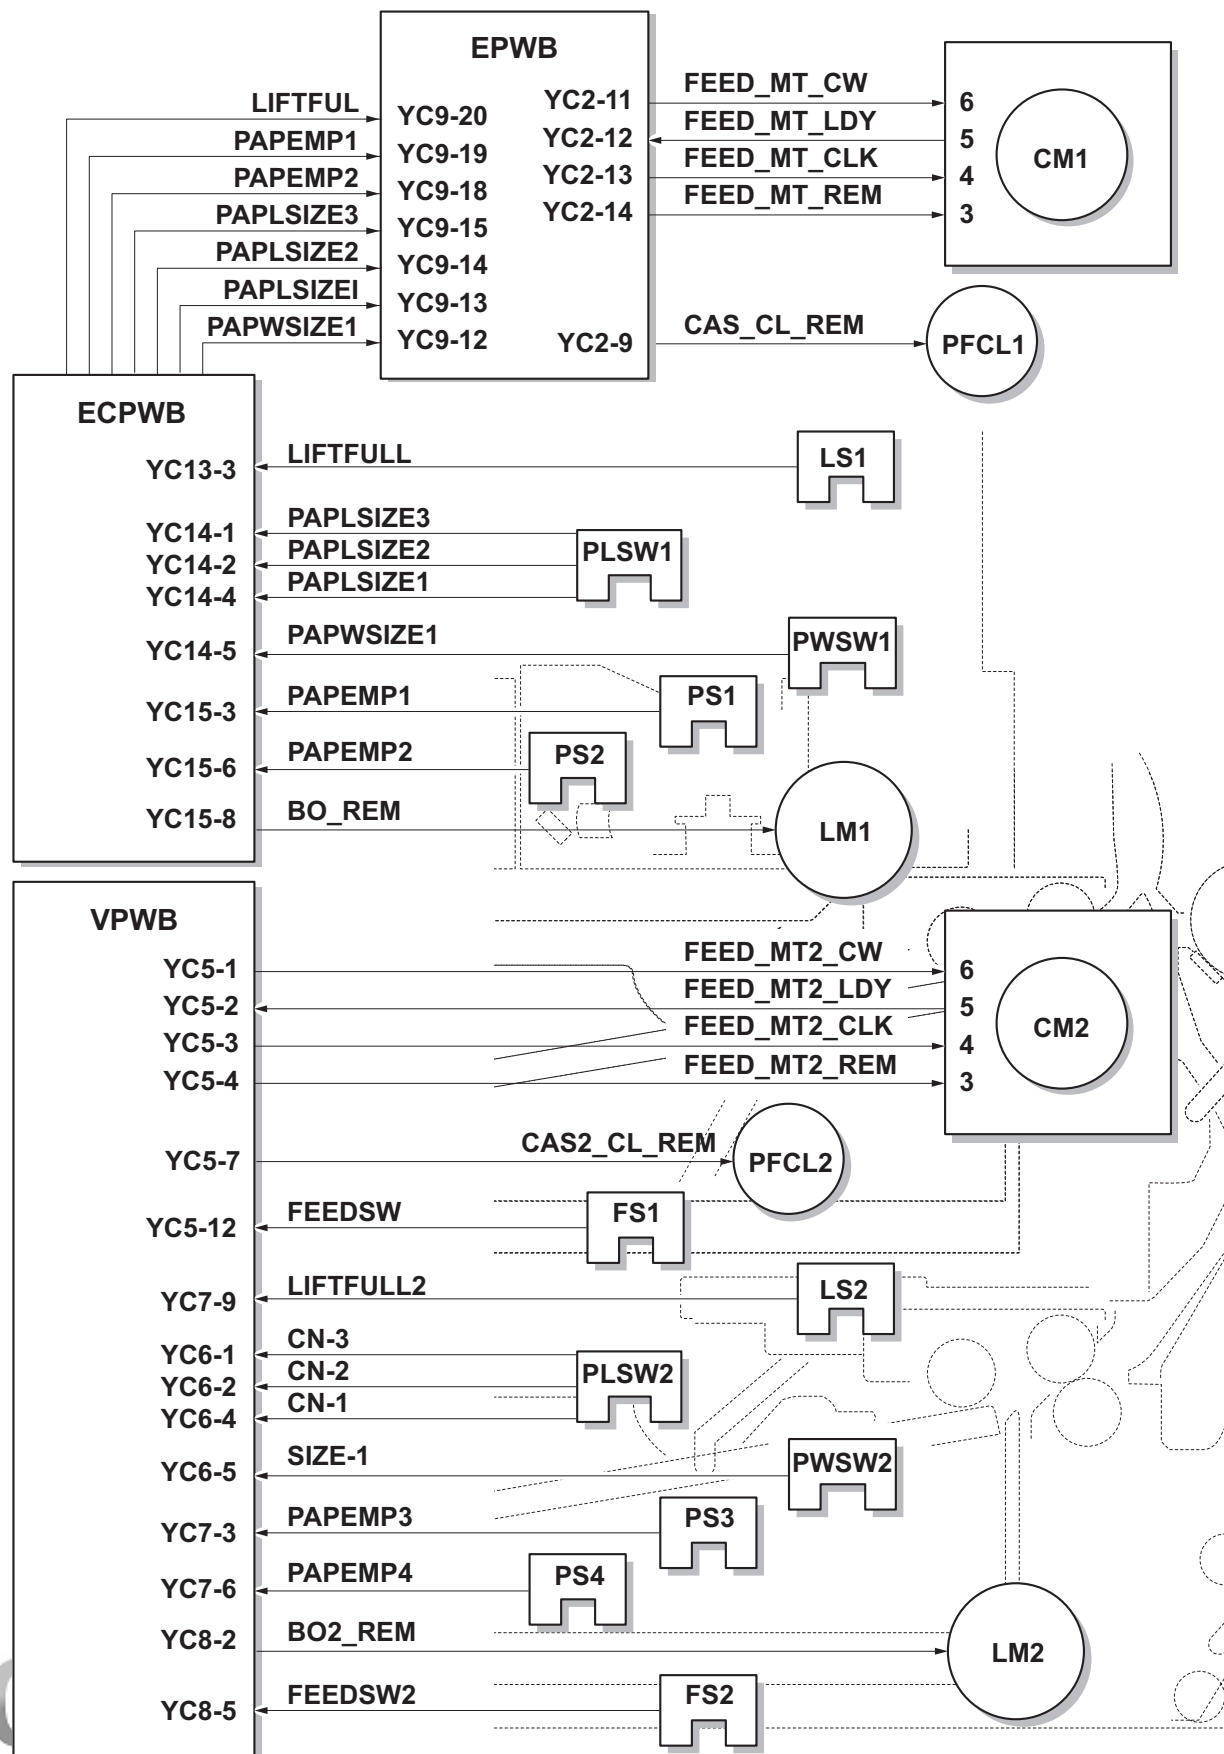 EPWB
LIFTFUL
YC9-20
YC2-11
FEED_MT_CW
6
PAPEMP1
YC9-19
YC2-12
FEED_MT_LDY
5
PAPEMP2
YC9-18
YC2-13
FEED_MT_CLK
4
CM1
PAPLSIZE3
YC9-15
YC2-14
FEED_MT_REM
3
PAPLSIZE2
YC9-14
PAPLSIZEI
YC9-13
PAPWSIZE1
YC9-12
YC2-9
CAS_CL_REM
PFCL1
ECPWB
YC13-3
LIFTFULL
LS1
YC14-1
PAPLSIZE3
YC14-2
PAPLSIZE2
PLSW1
YC14-4
PAPLSIZE1
YC14-5
PAPWSIZE1
PWSW1
YC15-3
PAPEMP1
PS1
YC15-6
PAPEMP2
PS2
YC15-8
BO_REM
LM1
VPWB
YC5-1
FEED_MT2_CW
6
YC5-2
FEED_MT2_LDY
5
YC5-3
FEED_MT2_CLK
4
CM2
YC5-4
FEED_MT2_REM
3
YC5-7
CAS2_CL_REM
PFCL2
YC5-12
FEEDSW
FS1
YC7-9
LIFTFULL2
LS2
YC6-1
CN-3
YC6-2
CN-2
PLSW2
YC6-4
CN-1
YC6-5
SIZE-1
PWSW2
YC7-3
PAPEMP3
PS3
YC7-6
PAPEMP4
PS4
YC8-2
BO2_REM
LM2
YC8-5
FEEDSW2
FS2